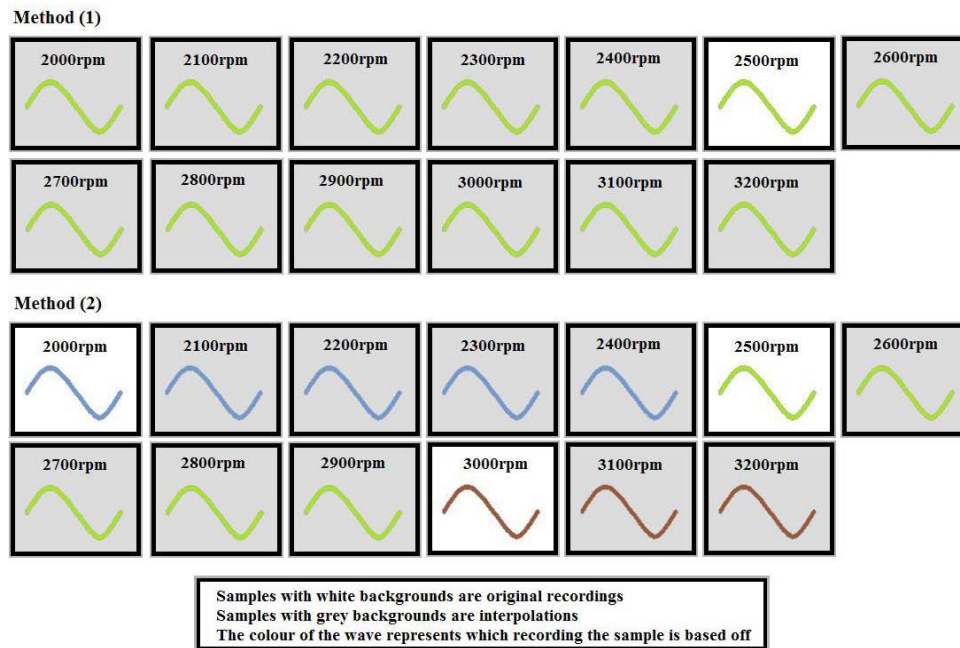 Method (1)
2000rpm 2100rpm 2200rpm 2300rpm 2400rpm 2500rpm 2600rpm
2700rpm 2800rpm 2900rpm 3000rpm 3100rpm 3200rpm
Method (2)
2000rpm 2100rpm 2200rpm 2300rpm 2400rpm 2500rpm 2600rpm
2700rpm 2800rpm 2900rpm 3000rpm 3100rpm 3200rpm
Samples with white backgrounds are original recordings
Samples with grey backgrounds are interpolations
The colour of the wave represents which recording the sample is based off